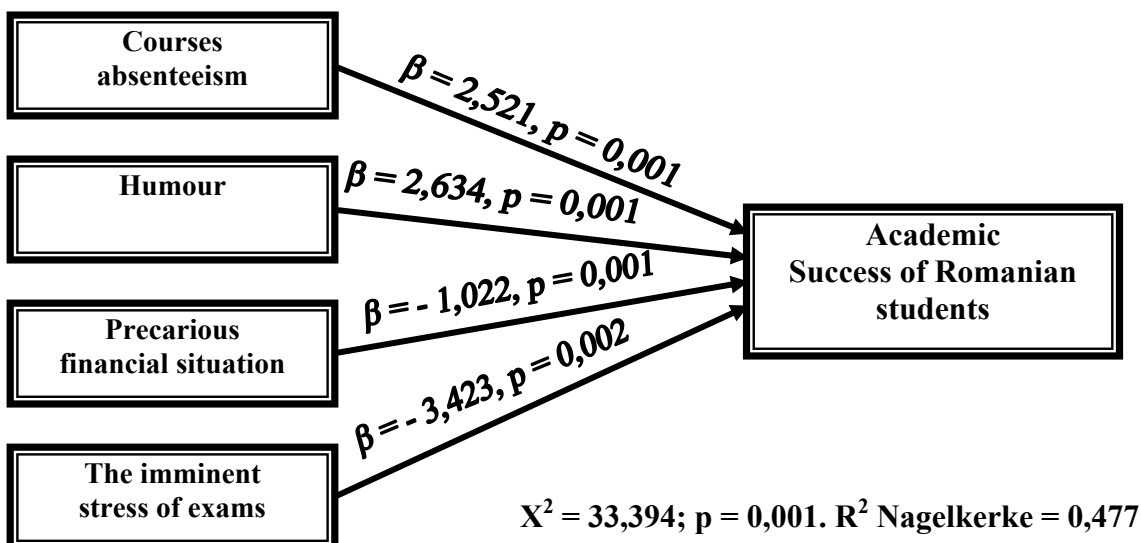 Courses
absenteeism
β = 2,521, p = 0,001
Humour
β = 2,634, p = 0,001
Precarious
financial situation
β = - 1,022, p = 0,001
The imminent
stress of exams
β = - 3,423, p = 0,002
Academic
Success of Romanian
students
X² = 33,394; p = 0,001. R² Nagelkerke = 0,477